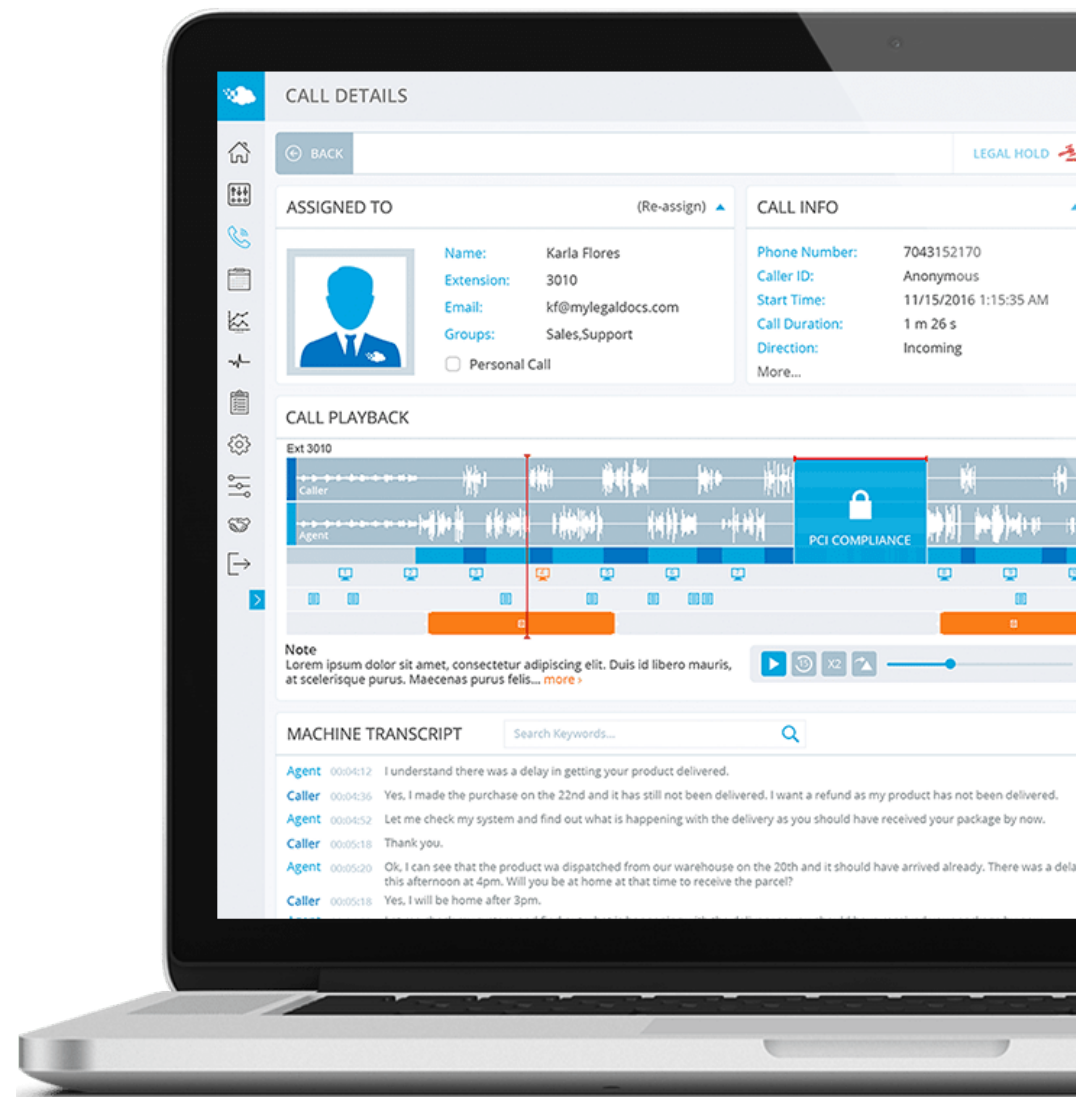 CALL DETAILS
BACK
LEGAL HOLD
ASSIGNED TO
(Re-assign)
Name:
Karla Flores
Extension:
3010
Email:
kf@mylegaldocs.com
Groups:
Sales,Support
Personal Call
CALL INFO
Phone Number:
7043152170
Caller ID:
Anonymous
Start Time:
11/15/2016 1:15:35 AM
Call Duration:
1 m 26 s
Direction:
Incoming
More...
CALL PLAYBACK
Ext 3010
Caller
Agent
PCI COMPLIANCE
Note
Lorem ipsum dolor sit amet, consectetur adipiscing elit. Duis id libero mauris,
at scelerisque purus. Maecenas purus felis... more ›
15
X2
MACHINE TRANSCRIPT
Search Keywords...
Agent 00:04:12 I understand there was a delay in getting your product delivered.
Caller 00:04:36 Yes, I made the purchase on the 22nd and it has still not been delivered. I want a refund as my product has not been delivered.
Agent 00:04:52 Let me check my system and find out what is happening with the delivery as you should have received your package by now.
Caller 00:05:18 Thank you.
Agent 00:05:20 Ok, I can see that the product wa dispatched from our warehouse on the 20th and it should have arrived already. There was a dela
this afternoon at 4pm. Will you be at home at that time to receive the parcel?
Caller 00:05:18 Yes, I will be home after 3pm.